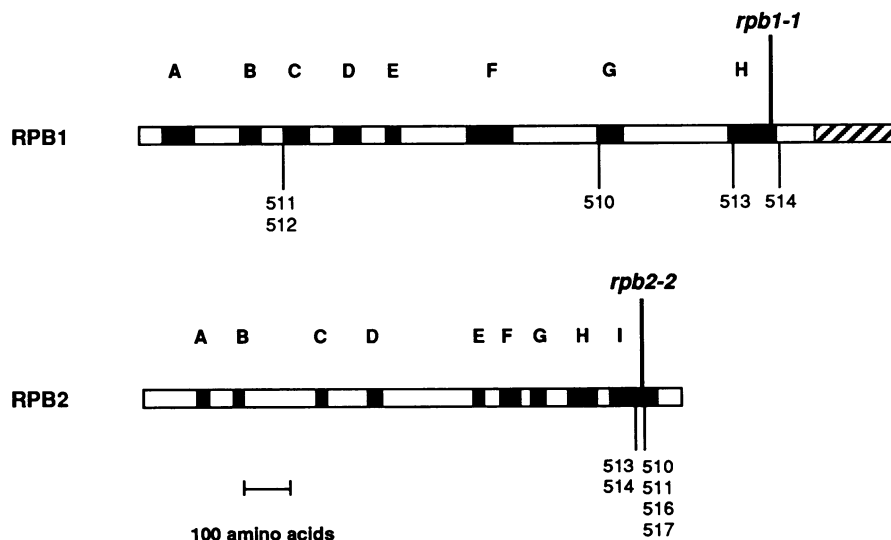 rpb1-1
A B C D E F G H
RPB1
511 510 513 514
512
rpb2-2
A B C D E F G H I
RPB2
513 510
514 511
516
517
100 amino acids